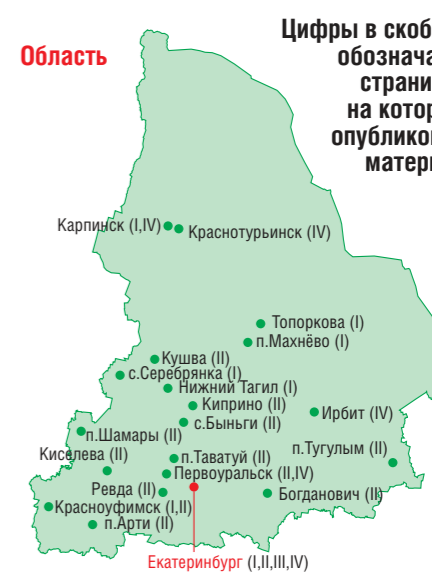 Область
Цифры в скоб
обознача
страни
на котор
опубликов
матери
Карпинск (I,IV)
Краснотурьинск (IV)
Топоркова (I)
п.Махнёво (I)
Кушва (II)
с.Серебрянка (I)
Нижний Тагил (I)
Киприно (II)
Ирбит (IV)
с.Быньги (II)
п.Шамары (II)
Киселева (II)
п.Таватуй (II)
п.Тугулым (II)
Первоуральск (II,IV)
Ревда (II)
Богданович (II)
Красноуфимск (I,II)
п.Арти (II)
Екатеринбург (I,II,III,IV)